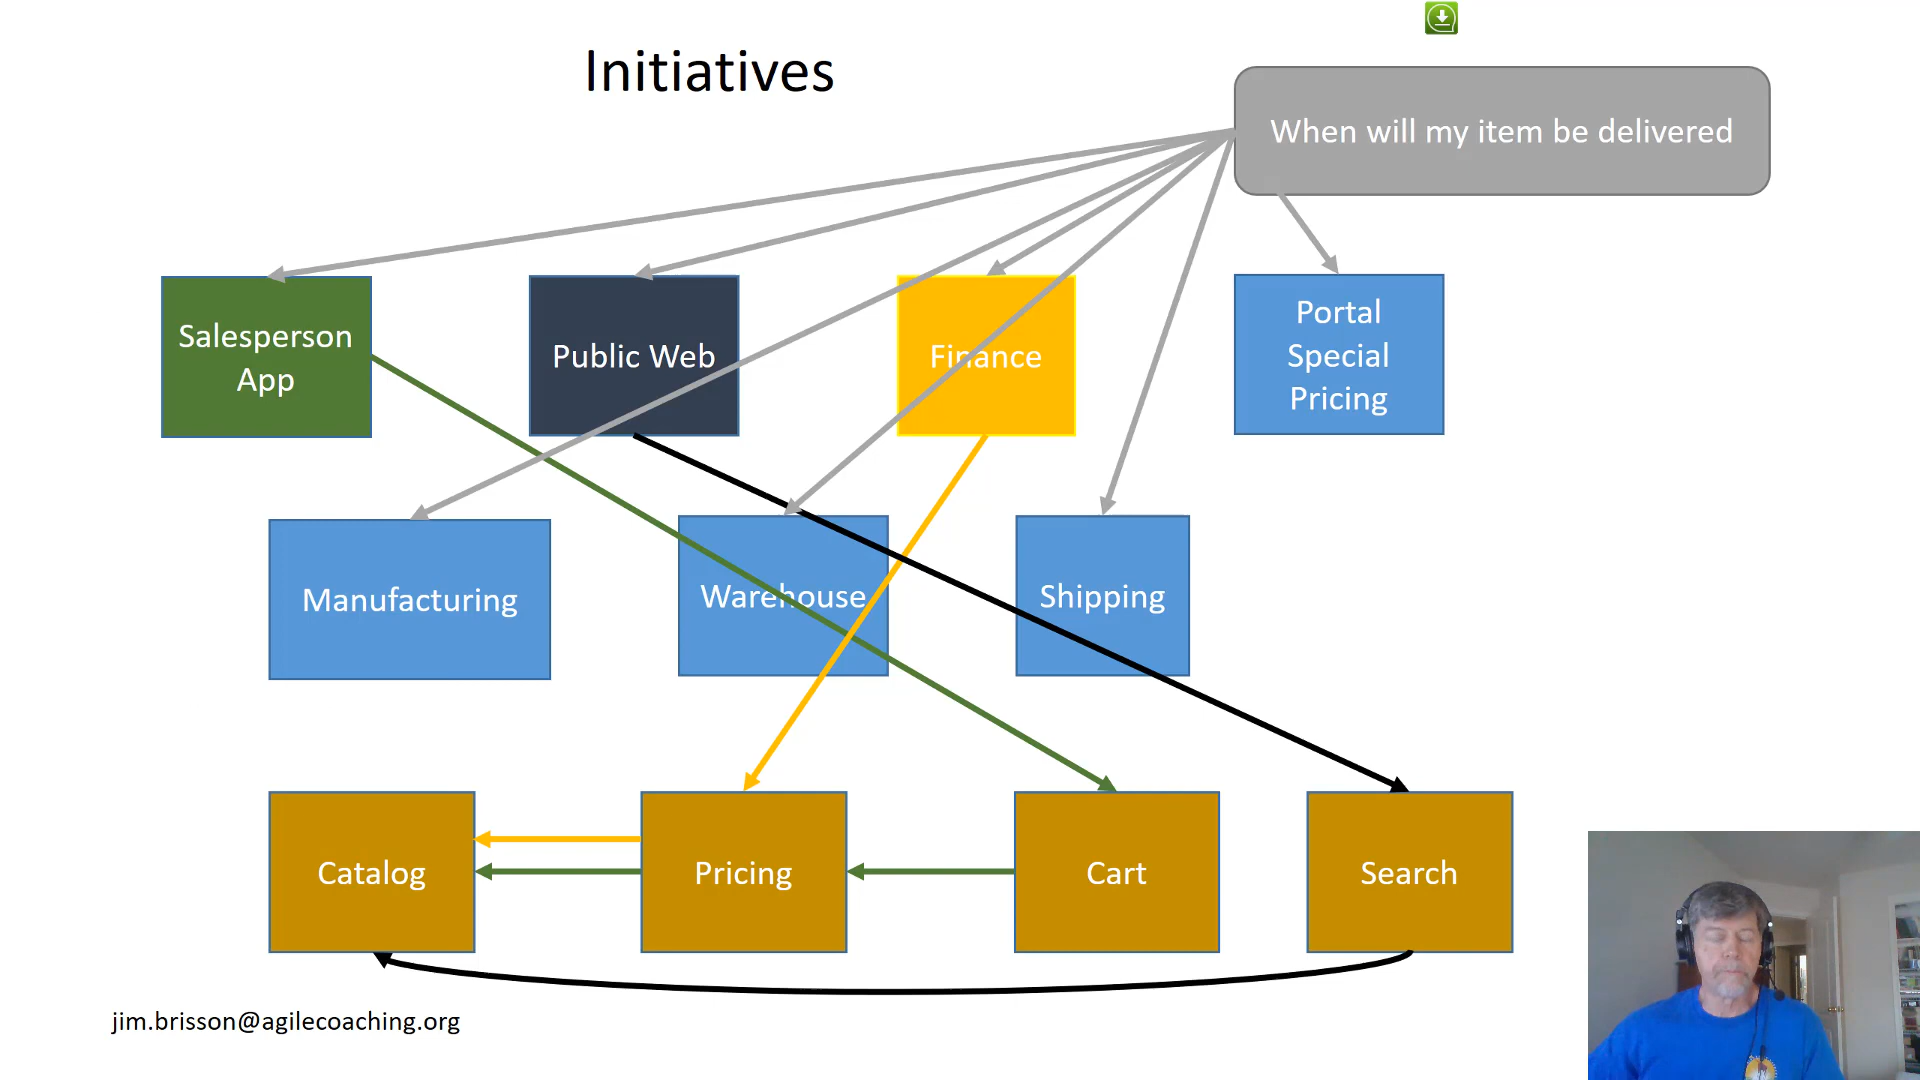 Initiatives
When will my item be delivered
Salesperson
App
Public Web
Finance
Portal
Special
Pricing
Manufacturing
Warehouse
Shipping
Catalog
Pricing
Cart
Search
jim.brisson@agilecoaching.org